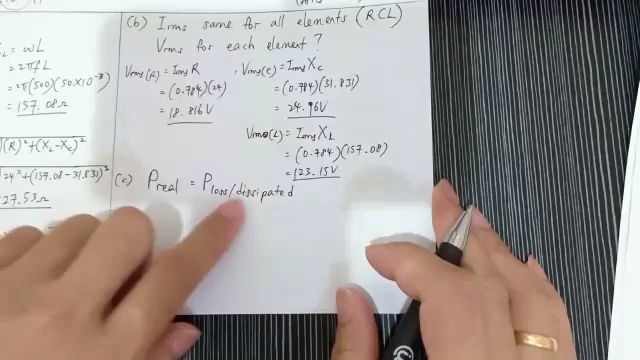 L = ωL
= 2πfL
= 2π(500)(50×10⁻³)
= 157.08Ω
√(R)² + (XL-Xc)²
√24² + (157.08-31.831)²
27.53Ω
(b) Irms same for all elements (RCL)
Vrms for each element?
Vrms(R) = Irms R
= (0.784)(24)
= 18.816V
, Vrms(C) = Irms Xc
= (0.784)(31.831)
= 24.96V
Vrms(L) = Irms XL
= (0.784)(157.08)
= 123.15V
(c) Preal = Ploss/dissipated